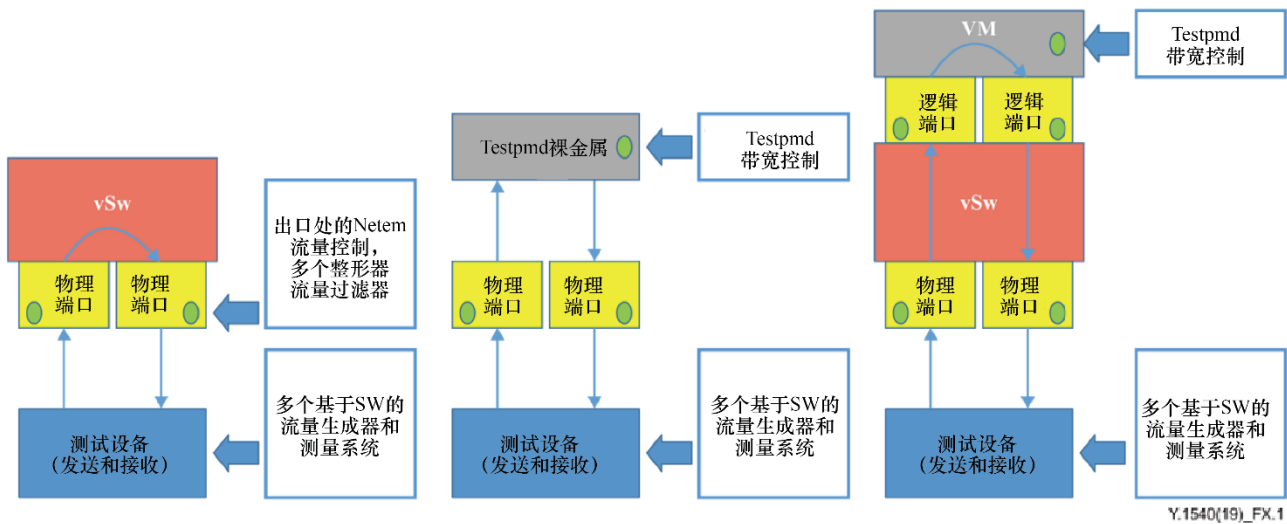 vSw
物理
端口
物理
端口
出口处的Netem
流量控制，
多个整形器
流量过滤器
测试设备
（发送和接收）
多个基于SW的
流量生成器和
测量系统
Testpmd裸金属
Testpmd
带宽控制
物理
端口
物理
端口
测试设备
（发送和接收）
多个基于SW的
流量生成器和
测量系统
VM
Testpmd
带宽控制
逻辑
端口
逻辑
端口
vSw
物理
端口
物理
端口
测试设备
（发送和接收）
多个基于SW的
流量生成器和
测量系统
Y.1540(19)_FX.1